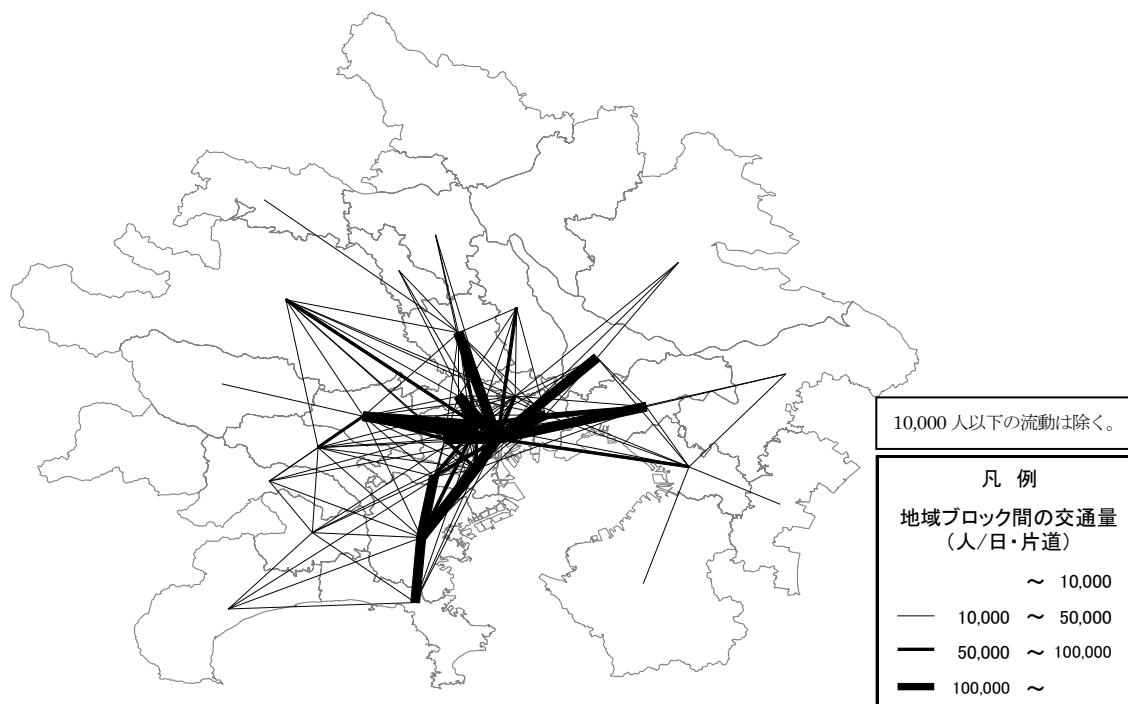 10,000 人以下の流動は除く。
凡 例
地域ブロック間の交通量
(人/日・片道)
～ 10,000
10,000 ～ 50,000
50,000 ～ 100,000
100,000 ～